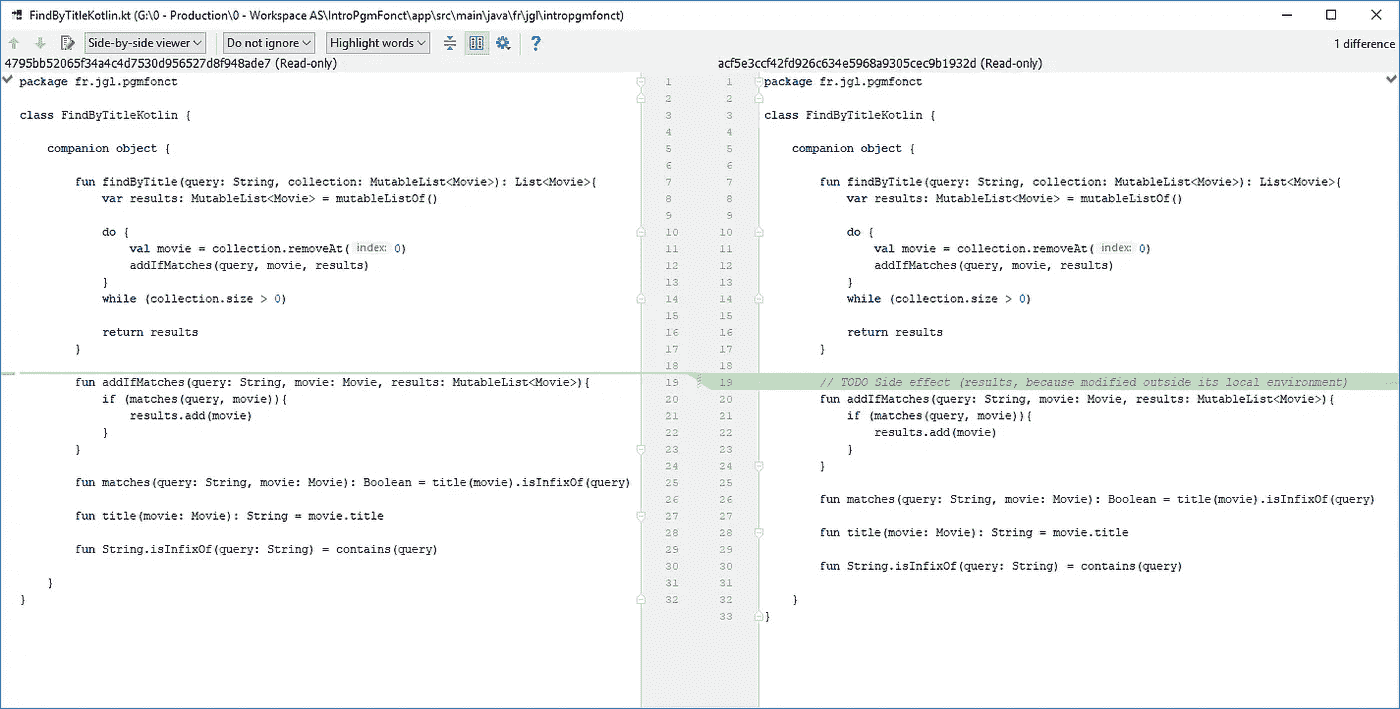 FindByTitleKotlin.kt (G:\0 - Production\0 - Workspace AS\IntroPgmFonct\app\src\main\java\fr\jgl\intropgmfonct)
Side-by-side viewer Do not ignore Highlight words ? 1 difference
4795bb52065f34a4c4d7530d956527d8f948ade7 (Read-only) acf5e3ccf42fd926c634e5968a9305cec9b1932d (Read-only)
package fr.jgl.pgmfonct 1 1 package fr.jgl.pgmfonct
2 2
class FindByTitleKotlin { 3 3 class FindByTitleKotlin {
4 4
companion object { 5 5 companion object {
6 6
fun findByTitle(query: String, collection: MutableList<Movie>): List<Movie>{ 7 7 fun findByTitle(query: String, collection: MutableList<Movie>): List<Movie>{
var results: MutableList<Movie> = mutableListOf() 8 8 var results: MutableList<Movie> = mutableListOf()
9 9
do { 10 10 do {
val movie = collection.removeAt( index: 0) 11 11 val movie = collection.removeAt( index: 0)
addIfMatches(query, movie, results) 12 12 addIfMatches(query, movie, results)
} 13 13 }
while (collection.size > 0) 14 14 while (collection.size > 0)
15 15
return results 16 16 return results
} 17 17 }
18 18
fun addIfMatches(query: String, movie: Movie, results: MutableList<Movie>){ 19 19 // TODO Side effect (results, because modified outside its local environment)
if (matches(query, movie)){ 20 20 fun addIfMatches(query: String, movie: Movie, results: MutableList<Movie>){
results.add(movie) 21 21 if (matches(query, movie)){
} 22 22 results.add(movie)
} 23 23 }
24 24 }
fun matches(query: String, movie: Movie): Boolean = title(movie).isInfixOf(query) 25 25
26 26 fun matches(query: String, movie: Movie): Boolean = title(movie).isInfixOf(query)
fun title(movie: Movie): String = movie.title 27 27
28 28 fun title(movie: Movie): String = movie.title
fun String.isInfixOf(query: String) = contains(query) 29 29
30 30 fun String.isInfixOf(query: String) = contains(query)
} 31 31
} 32 32 }
33 }